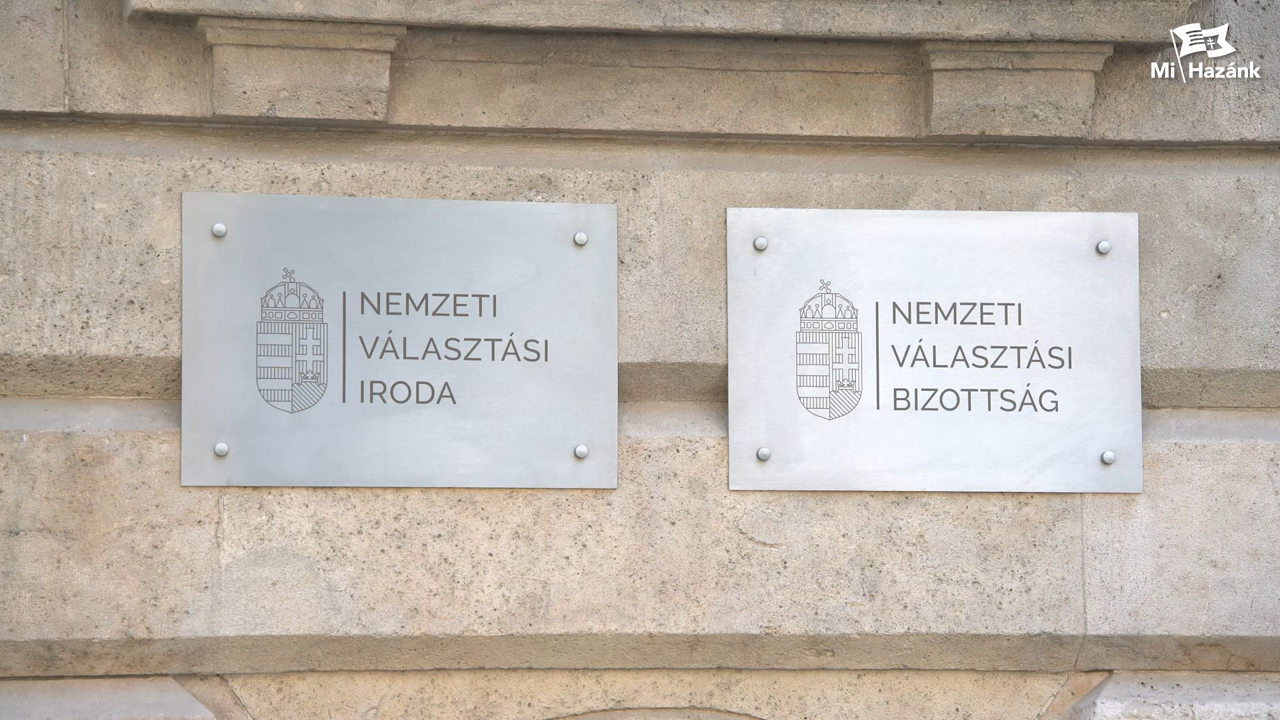 Mi Hazánk
NEMZETI
VÁLASZTÁSI
IRODA
NEMZETI
VÁLASZTÁSI
BIZOTTSÁG